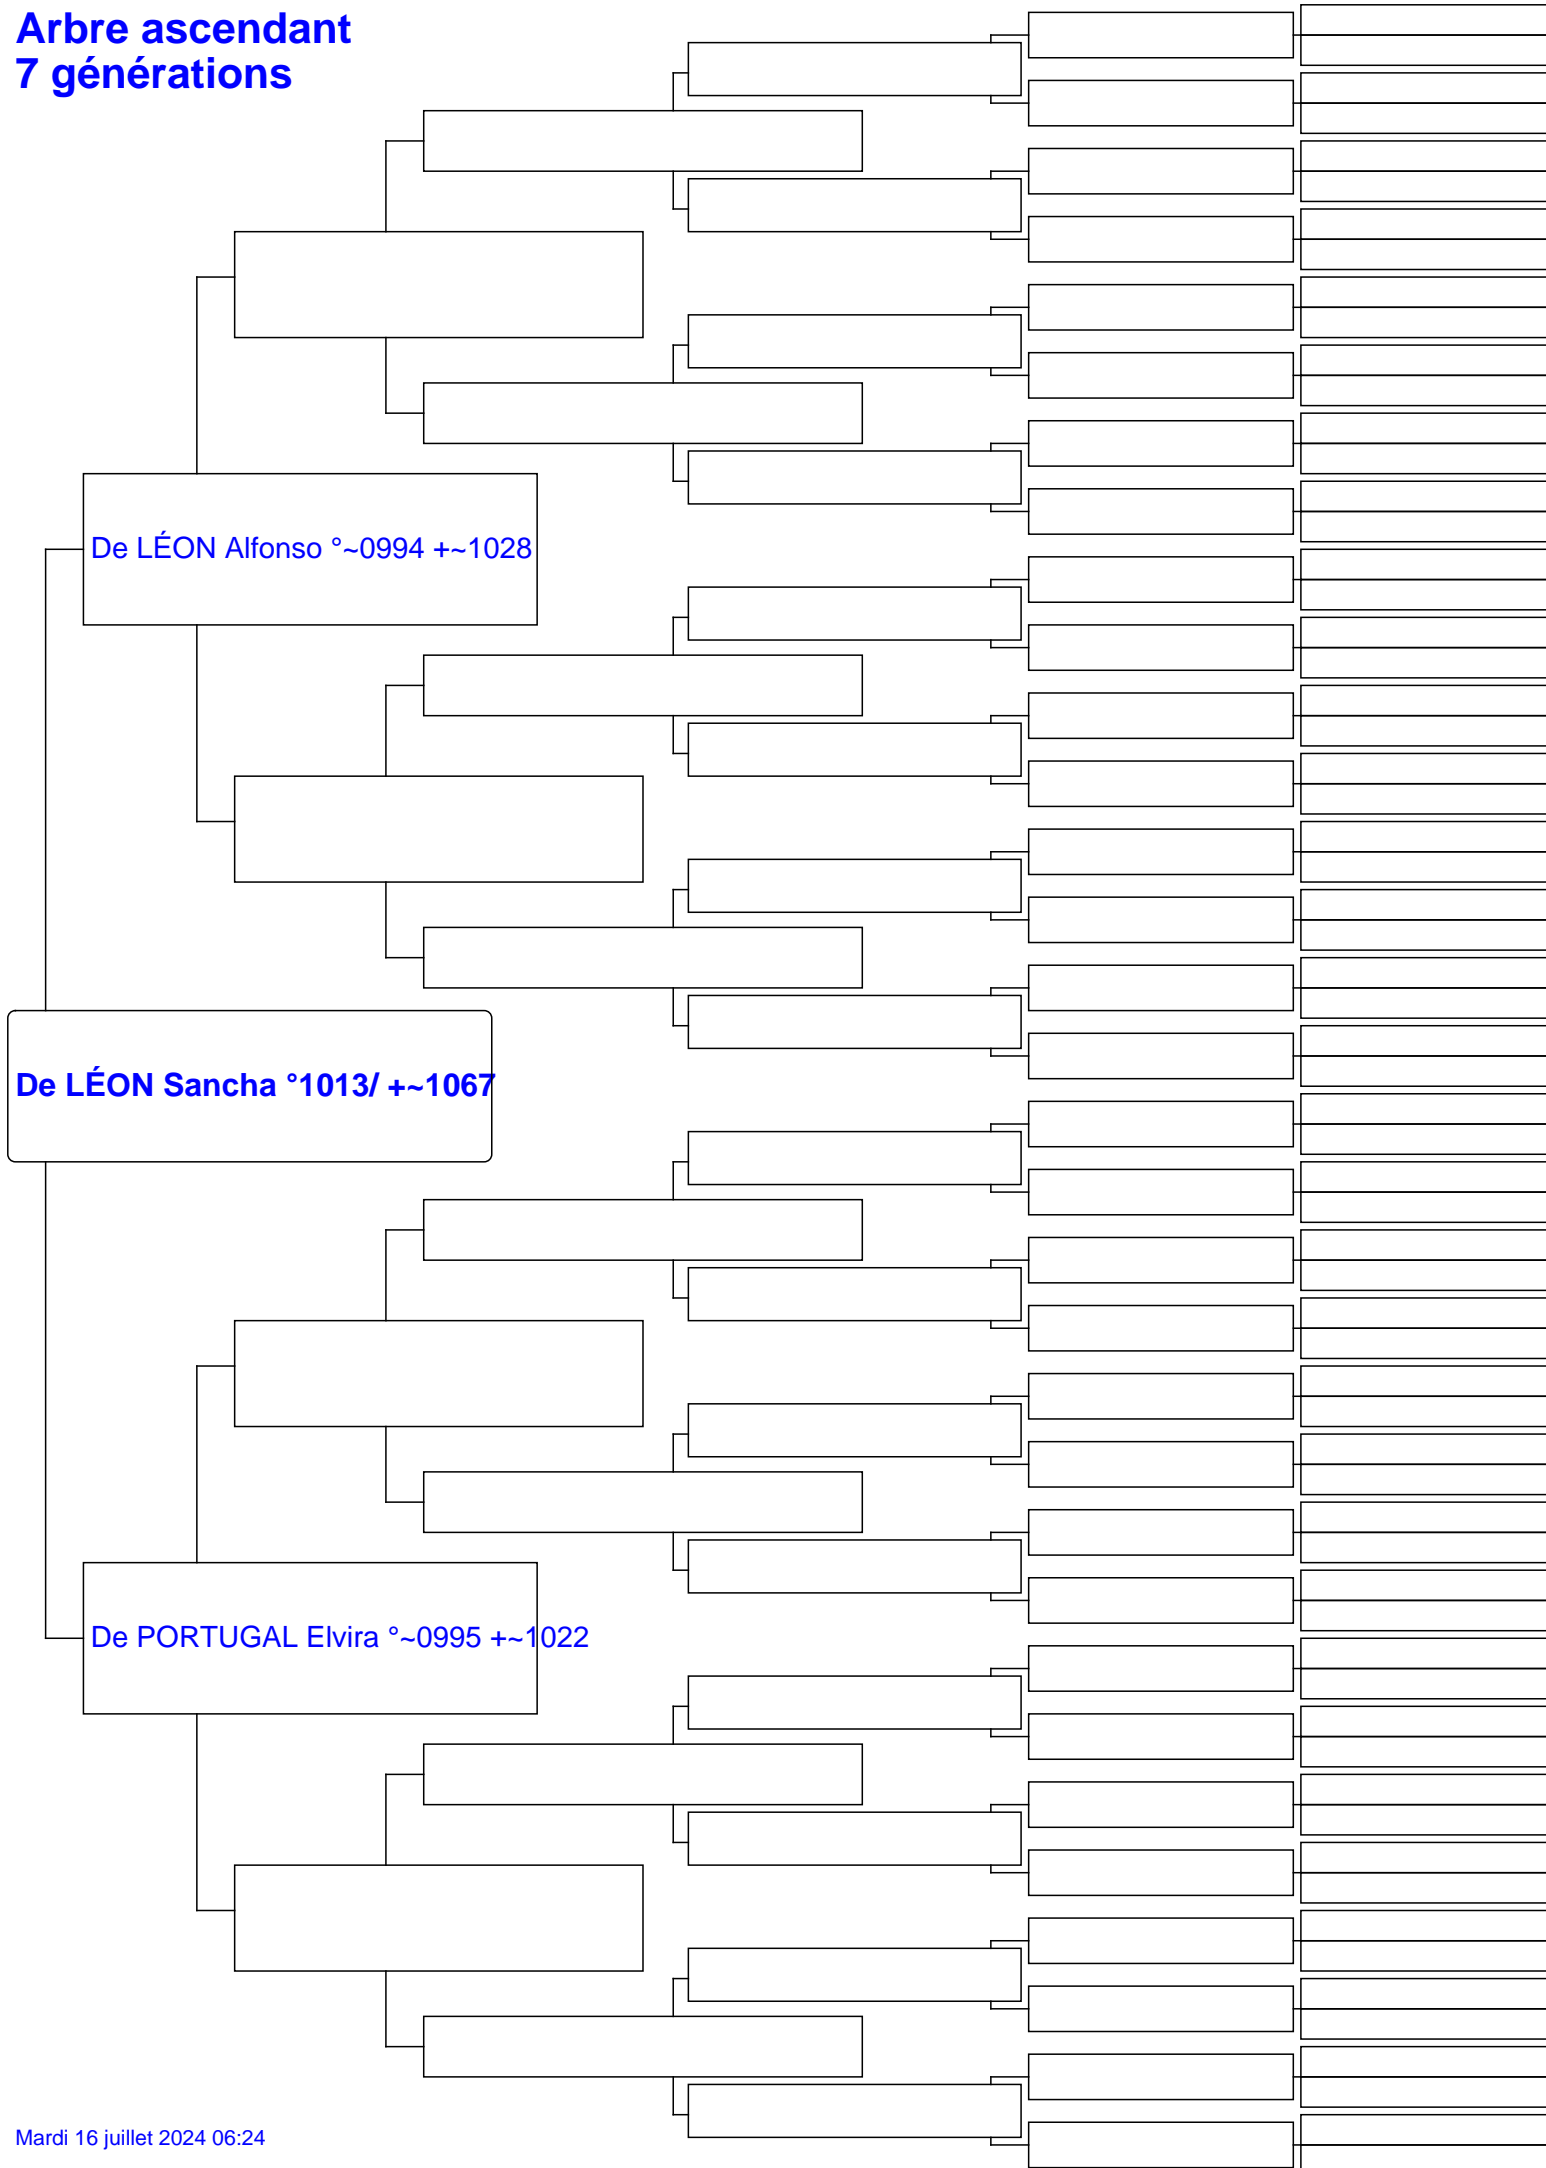 Arbre ascendant
7 générations
De LÉON Alfonso °~0994 +~1028
De LÉON Sancha °1013/ +~1067
De PORTUGAL Elvira °~0995 +~1022
Mardi 16 juillet 2024 06:24